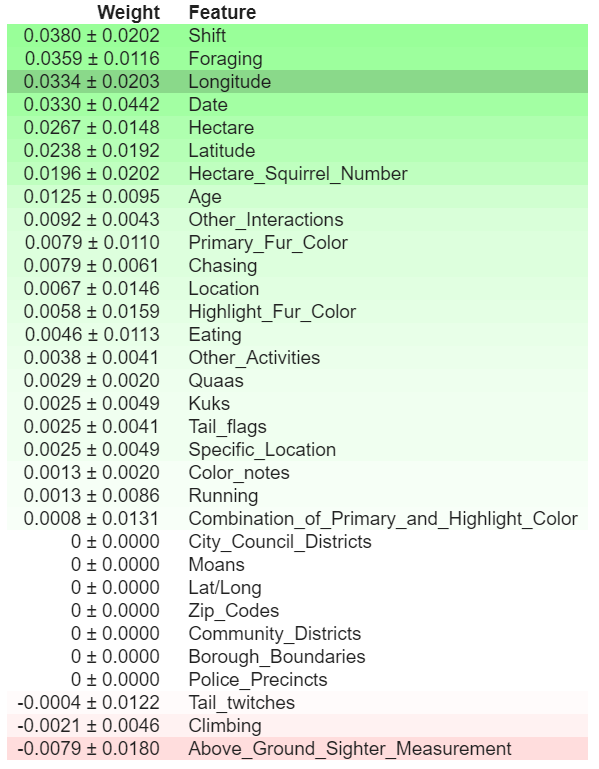 Weight Feature
0.0380 ± 0.0202 Shift
0.0359 ± 0.0116 Foraging
0.0334 ± 0.0203 Longitude
0.0330 ± 0.0442 Date
0.0267 ± 0.0148 Hectare
0.0238 ± 0.0192 Latitude
0.0196 ± 0.0202 Hectare_Squirrel_Number
0.0125 ± 0.0095 Age
0.0092 ± 0.0043 Other_Interactions
0.0079 ± 0.0110 Primary_Fur_Color
0.0079 ± 0.0061 Chasing
0.0067 ± 0.0146 Location
0.0058 ± 0.0159 Highlight_Fur_Color
0.0046 ± 0.0113 Eating
0.0038 ± 0.0041 Other_Activities
0.0029 ± 0.0020 Quaas
0.0025 ± 0.0049 Kuks
0.0025 ± 0.0041 Tail_flags
0.0025 ± 0.0049 Specific_Location
0.0013 ± 0.0020 Color_notes
0.0013 ± 0.0086 Running
0.0008 ± 0.0131 Combination_of_Primary_and_Highlight_Color
0 ± 0.0000 City_Council_Districts
0 ± 0.0000 Moans
0 ± 0.0000 Lat/Long
0 ± 0.0000 Zip_Codes
0 ± 0.0000 Community_Districts
0 ± 0.0000 Borough_Boundaries
0 ± 0.0000 Police_Precincts
-0.0004 ± 0.0122 Tail_twitches
-0.0021 ± 0.0046 Climbing
-0.0079 ± 0.0180 Above_Ground_Sighter_Measurement